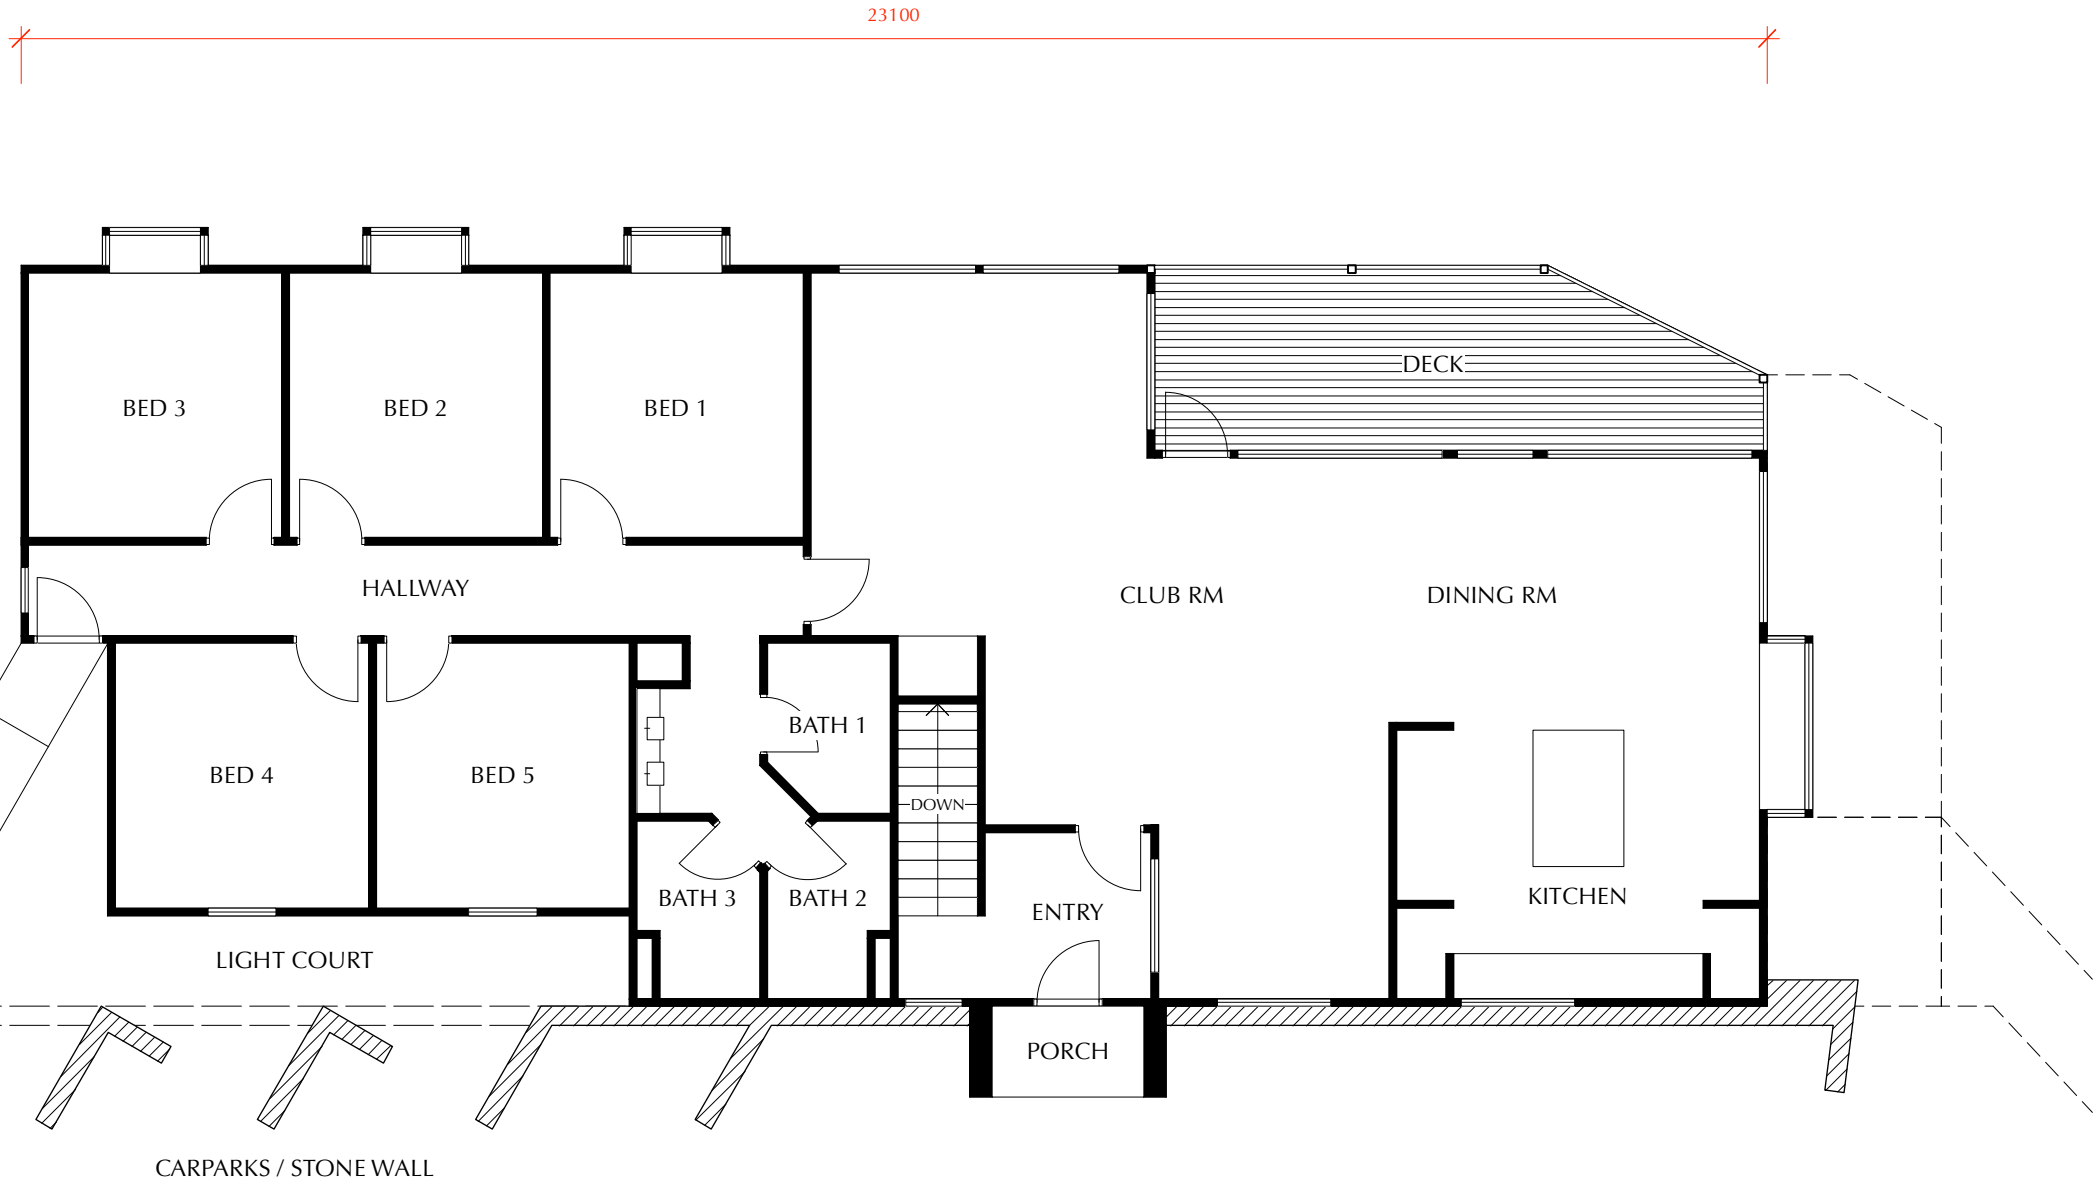 23100
DECK
BED 3
BED 2
BED 1
HALLWAY
CLUB RM
DINING RM
BATH 1
BED 4
BED 5
DOWN
BATH 3
BATH 2
KITCHEN
ENTRY
LIGHT COURT
PORCH
CARPARKS / STONE WALL